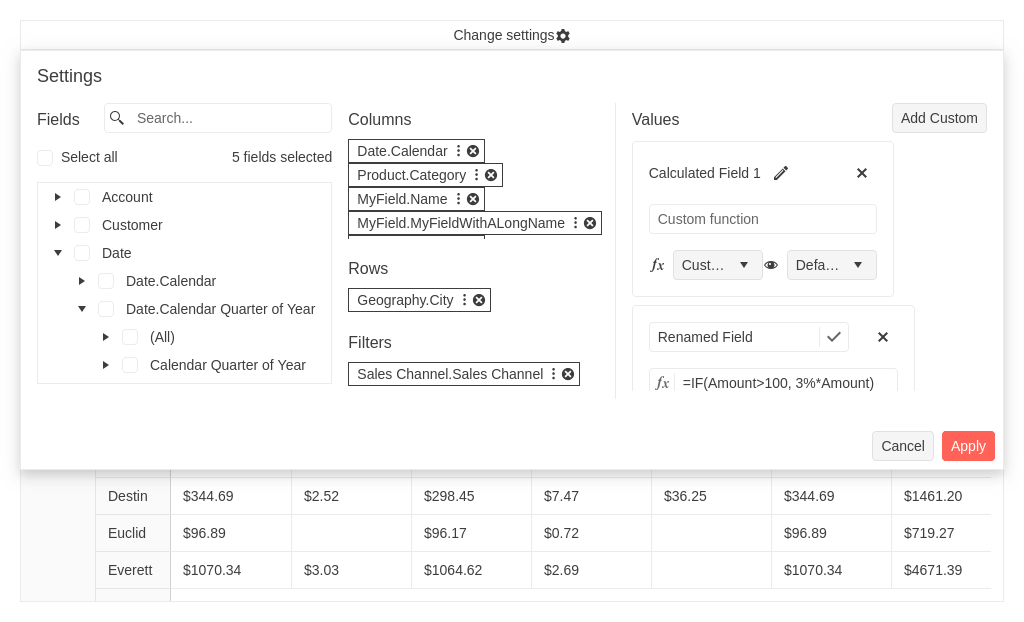 Change settings
Settings
Fields
Search...
Select all
5 fields selected
Account
Customer
Date
Date.Calendar
Date.Calendar Quarter of Year
(All)
Calendar Quarter of Year
Columns
Date.Calendar
Product.Category
MyField.Name
MyField.MyFieldWithALongName
Rows
Geography.City
Filters
Sales Channel.Sales Channel
Values
Add Custom
Calculated Field 1
Custom function
fx Cust... Defa...
Renamed Field
fx =IF(Amount>100, 3%*Amount)
Cancel Apply
Destin $344.69 $2.52 $298.45 $7.47 $36.25 $344.69 $1461.20
Euclid $96.89 $96.17 $0.72 $96.89 $719.27
Everett $1070.34 $3.03 $1064.62 $2.69 $1070.34 $4671.39